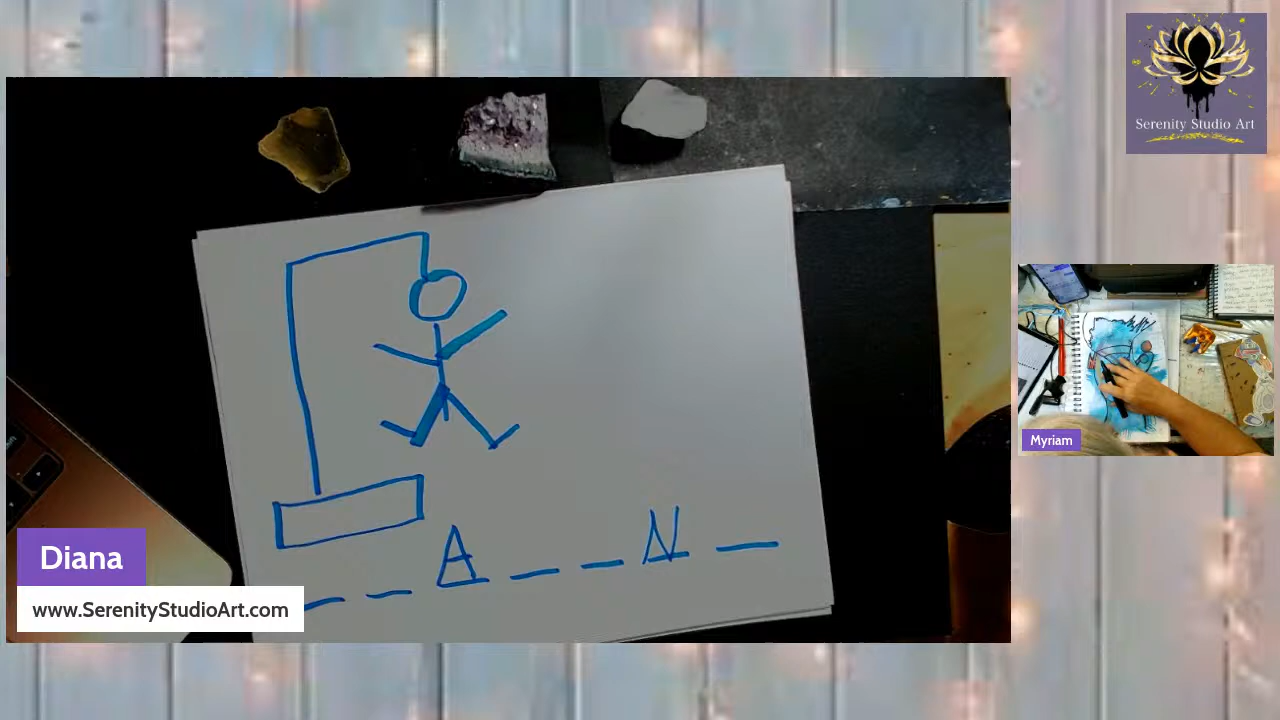 Serenity Studio Art
_ _ A _ _ N _
Myriam
Diana
www.SerenityStudioArt.com